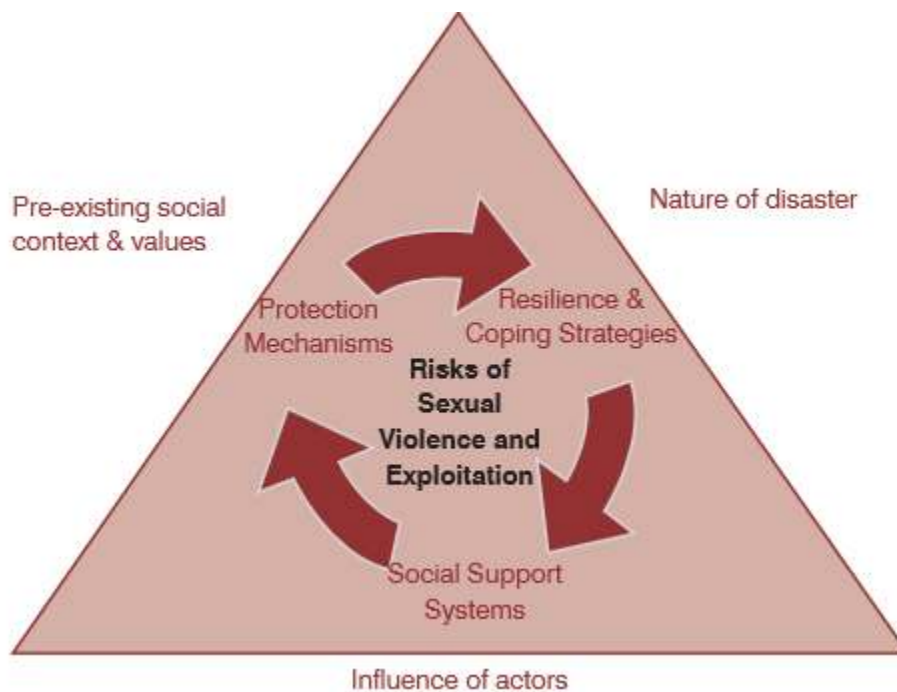 Pre-existing social
context & values
Nature of disaster
Protection
Mechanisms
Resilience &
Coping Strategies
Risks of
Sexual
Violence and
Exploitation
Social Support
Systems
Influence of actors